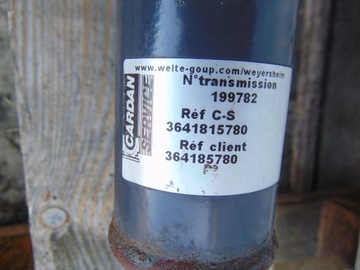 www.welte-goup.com/weyersheim
N°transmission
199782
Réf C-S
3641815780
Réf client
364185780
CARDAN
SERVICE